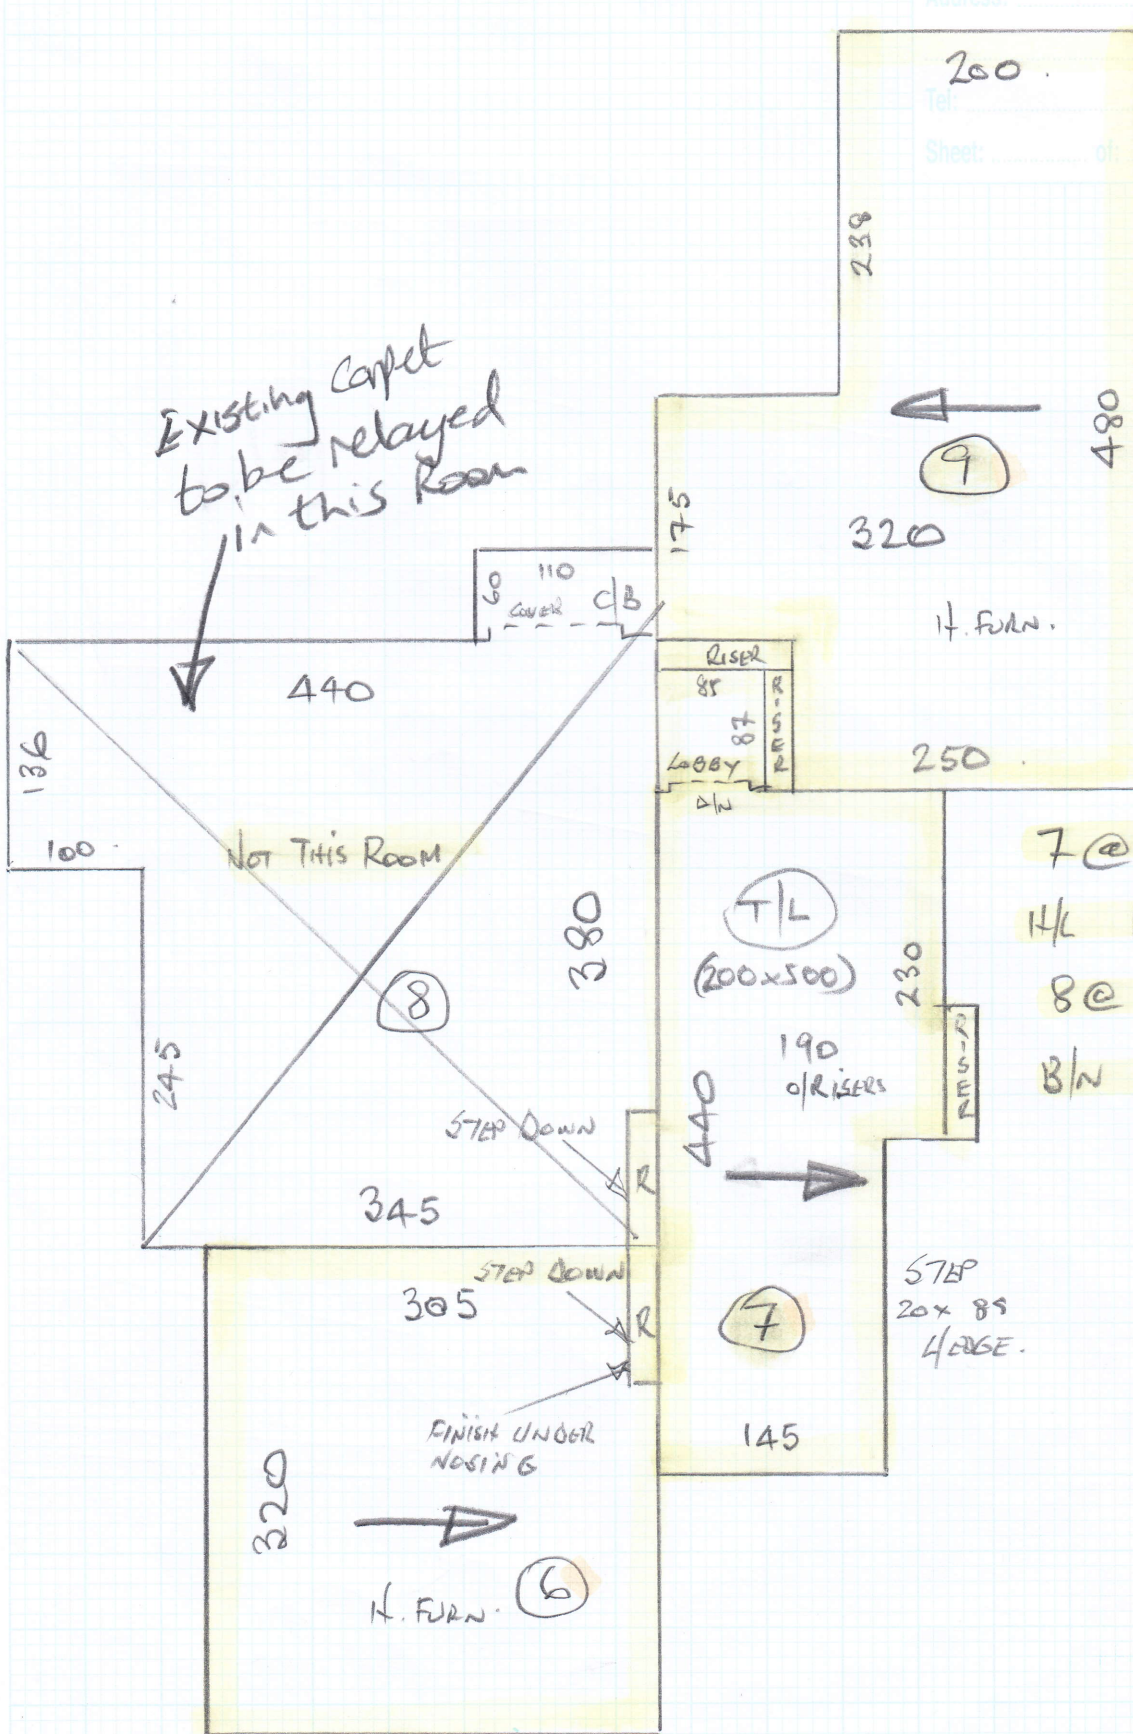 Address:
200.
Tel:
Sheet: of:
238
Existing Carpet
to be relayed
in this Room
480
9
175
320
60
110
COVER
C/B
H. FURN.
RISER
440
85
87
RISER
136
LOBBY
250.
D/N
100
NOT THIS ROOM
7 @
T/L
H/L
380
(200x500)
230
8
8 @
190
O/RISERS
RISER
B/N
245
STEP DOWN
440
R
345
STEP DOWN
305
R
7
STEP
20 x 85
L/EDGE.
FINISH UNDER
NOSING
145
320
6
H. FURN.